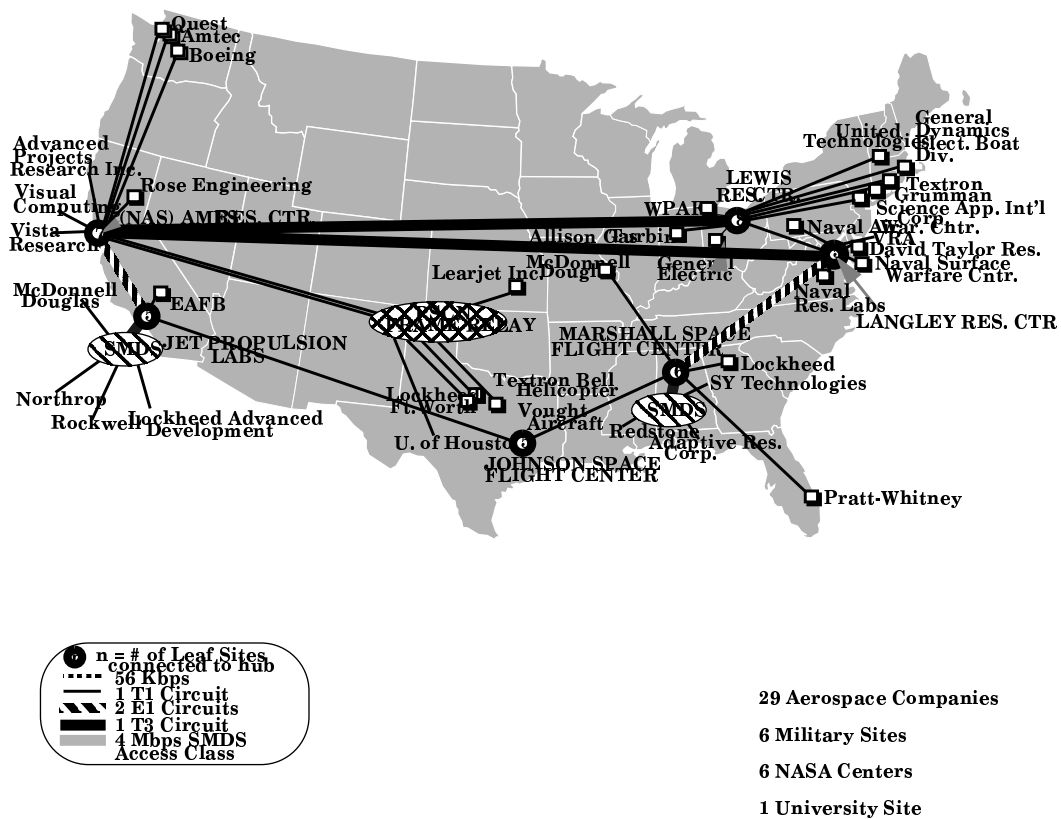 Quest
Amtec
Boeing
Advanced
Projects
Research Inc.
Visual
Computing
Vista
Research
Rose Engineering
(NAS) AMES RES. CTR.
McDonnell
Douglas
EAFB
JET PROPULSION
LABS
SMDS
Northrop
Rockwell
Lockheed Advanced
Development
Learjet Inc.
FRAME RELAY
McDonnell
Douglas
Allison Gas Turbine
General
Electric
WPAFB
LEWIS
RES. CTR.
United
Technologies
General
Dynamics
Elect. Boat
Div.
Textron
Grumman
Science App. Int'l
Corp.
Naval Air War. Cntr.
VRA
David Taylor Res.
Naval Surface
Warfare Cntr.
Naval
Res. Labs
LANGLEY RES. CTR
MARSHALL SPACE
FLIGHT CENTER
Lockheed
SY Technologies
SMDS
Redstone
Adaptive Res.
Corp.
Lockheed
Ft. Worth
Textron Bell
Helicopter
Vought
Aircraft
U. of Houston
JOHNSON SPACE
FLIGHT CENTER
Pratt-Whitney
n = # of Leaf Sites
connected to hub
56 Kbps
1 T1 Circuit
2 E1 Circuits
1 T3 Circuit
4 Mbps SMDS
Access Class
29 Aerospace Companies
6 Military Sites
6 NASA Centers
1 University Site